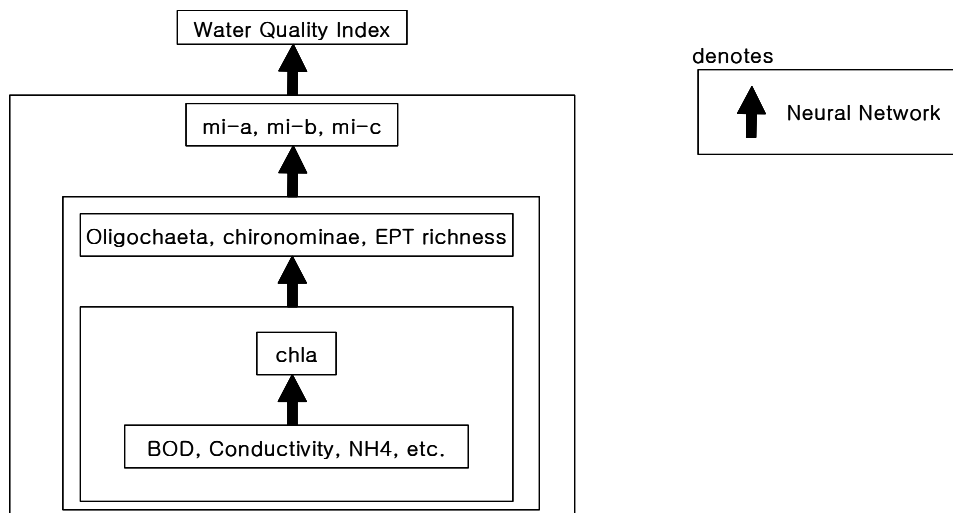 Water Quality Index
denotes
Neural Network
mi-a, mi-b, mi-c
Oligochaeta, chironominae, EPT richness
chla
BOD, Conductivity, NH4, etc.